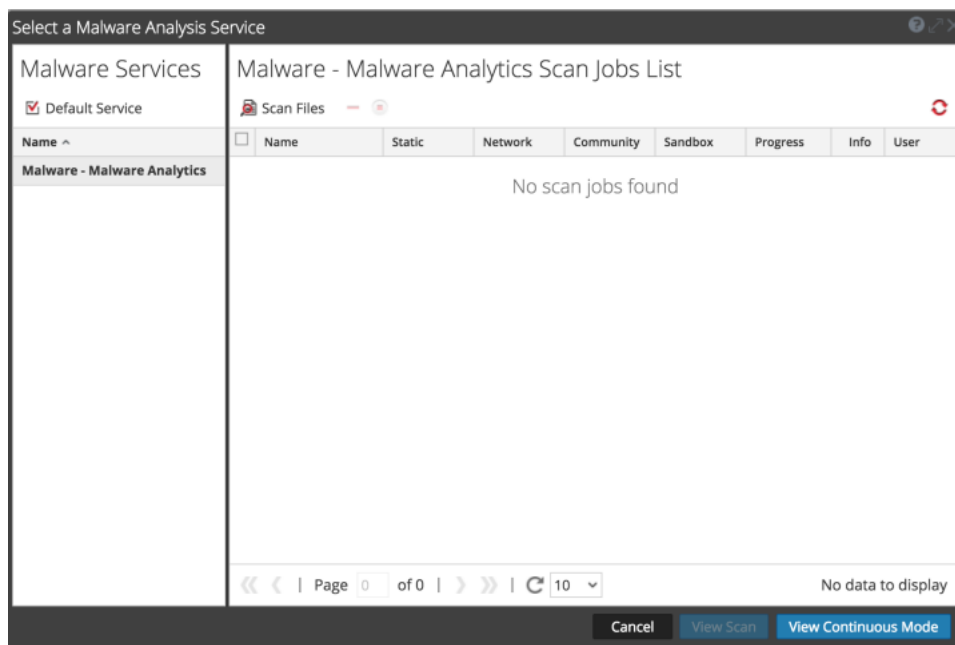 Select a Malware Analysis Service
Malware Services
Default Service
Name
Malware - Malware Analytics
Malware - Malware Analytics Scan Jobs List
Scan Files
Name Static Network Community Sandbox Progress Info User
No scan jobs found
| Page 0 of 0 | | 10 No data to display
Cancel View Scan View Continuous Mode